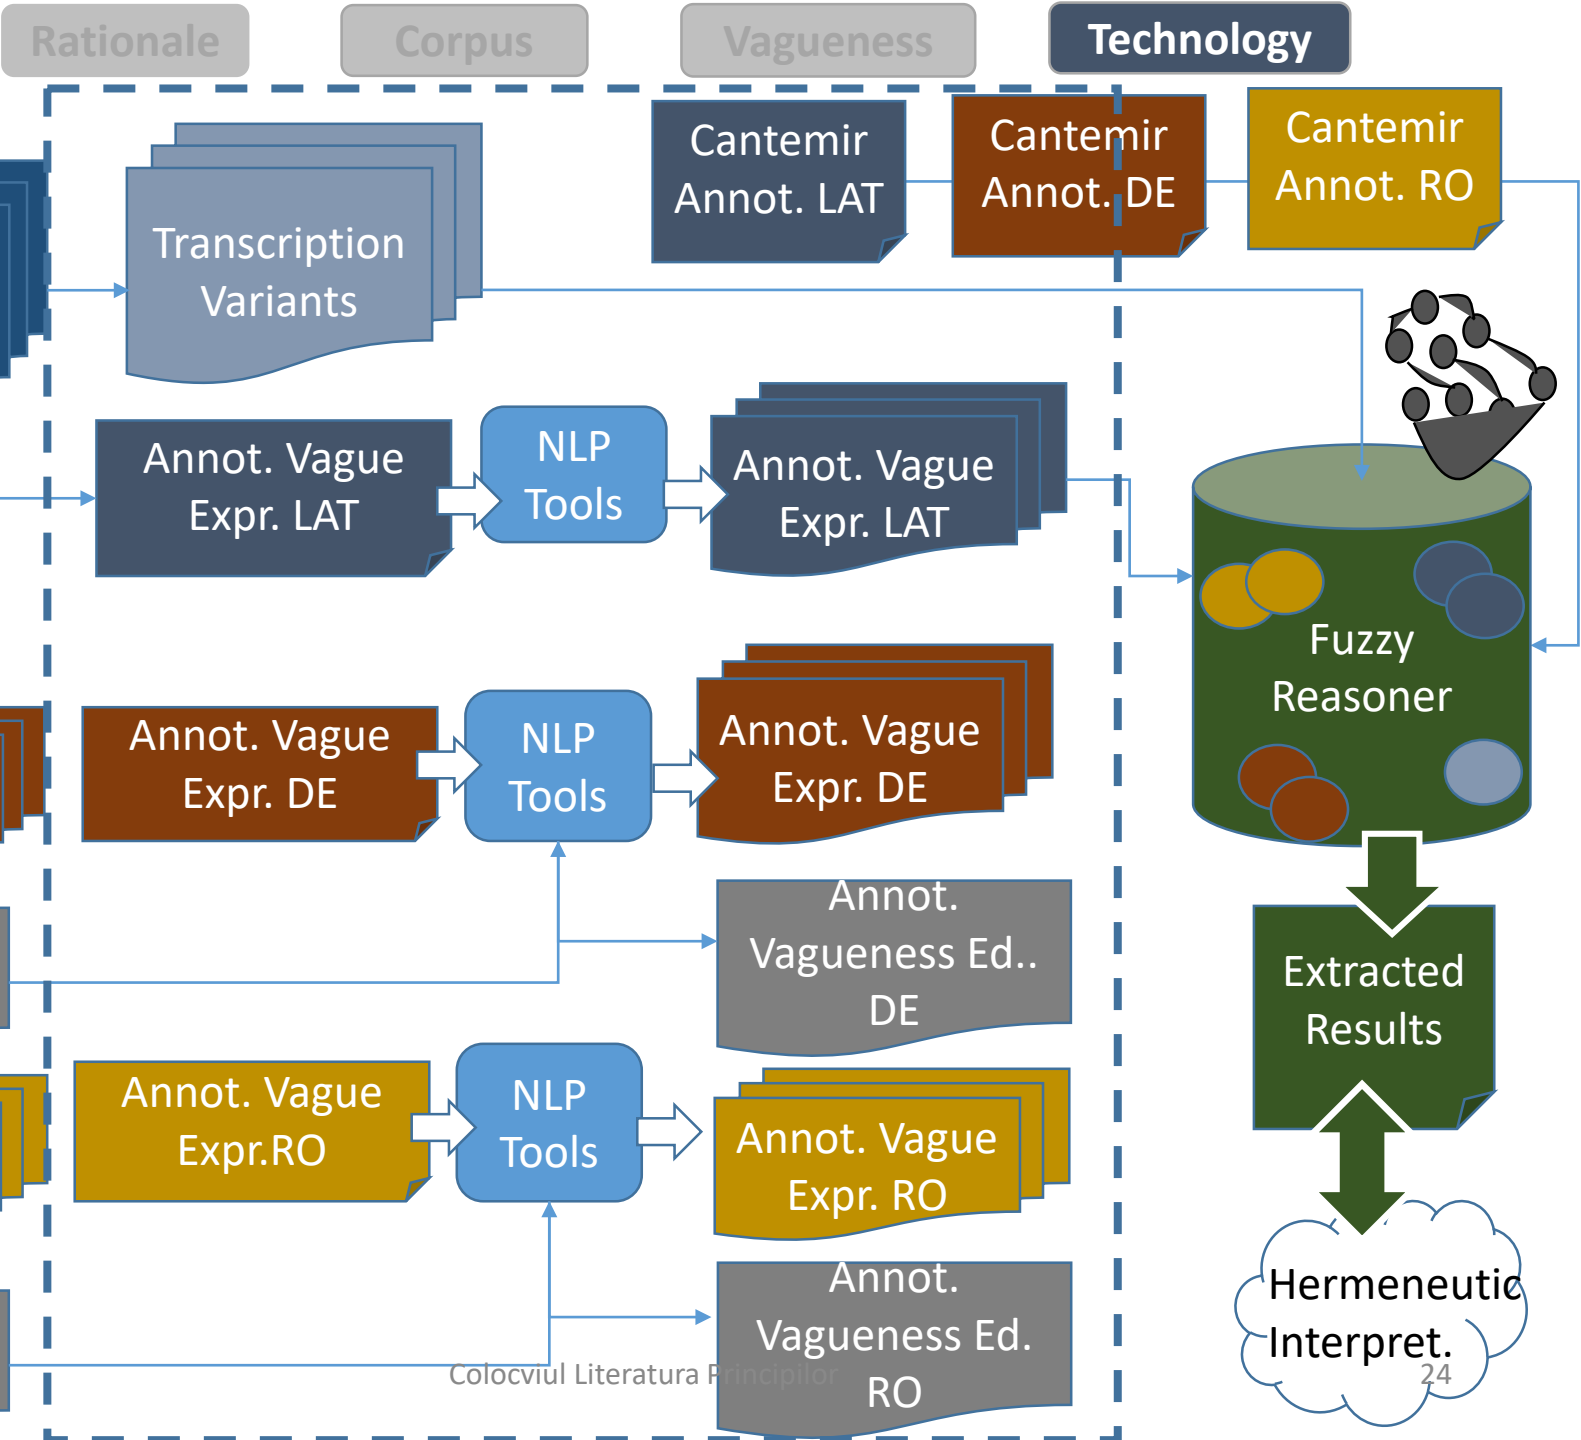 Rationale
Corpus
Vagueness
Technology
Cantemir
Annot. LAT
Cantemir
Annot. DE
Cantemir
Annot. RO
Transcription
Variants
Annot. Vague
Expr. LAT
NLP
Tools
Annot. Vague
Expr. LAT
Fuzzy
Reasoner
Annot. Vague
Expr. DE
NLP
Tools
Annot. Vague
Expr. DE
Annot.
Vagueness Ed..
DE
Extracted
Results
Annot. Vague
Expr.RO
NLP
Tools
Annot. Vague
Expr. RO
Annot.
Vagueness Ed.
RO
Hermeneutic
Interpret.
Colocviul Literatura Principilor
24